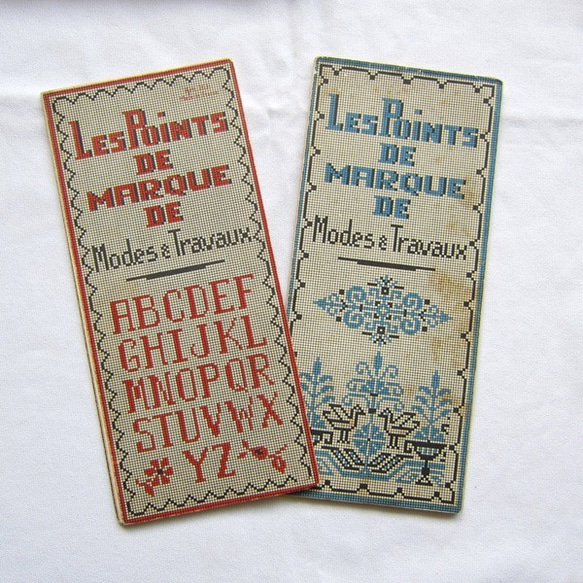 LES POINTS
DE
MARQUE
DE
Modes & Travaux
ABCDEF
GHIJKL
MNOPQR
STUVWX
YZ
LES POINTS
DE
MARQUE
DE
Modes & Travaux